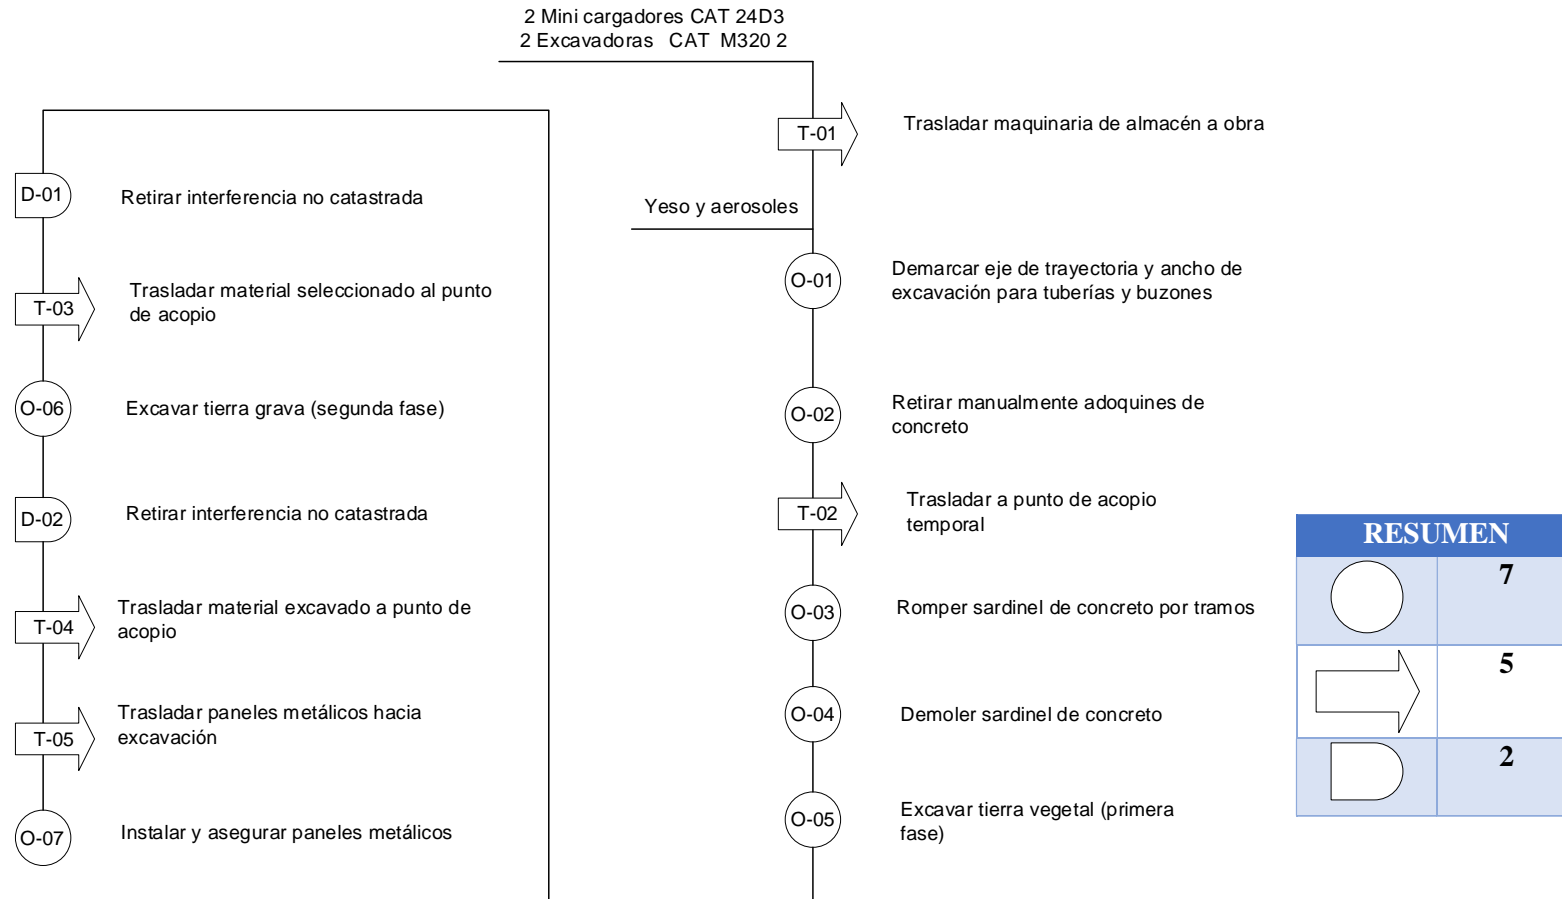 2 Mini cargadores CAT 24D3
2 Excavadoras CAT M320 2
T-01
Trasladar maquinaria de almacén a obra
Yeso y aerosoles
O-01
Demarcar eje de trayectoria y ancho de
excavación para tuberías y buzones
O-02
Retirar manualmente adoquines de
concreto
T-02
Trasladar a punto de acopio
temporal
O-03
Romper sardinel de concreto por tramos
O-04
Demoler sardinel de concreto
O-05
Excavar tierra vegetal (primera
fase)
D-01
Retirar interferencia no catastrada
T-03
Trasladar material seleccionado al punto
de acopio
O-06
Excavar tierra grava (segunda fase)
D-02
Retirar interferencia no catastrada
T-04
Trasladar material excavado a punto de
acopio
T-05
Trasladar paneles metálicos hacia
excavación
O-07
Instalar y asegurar paneles metálicos
RESUMEN
7
5
2